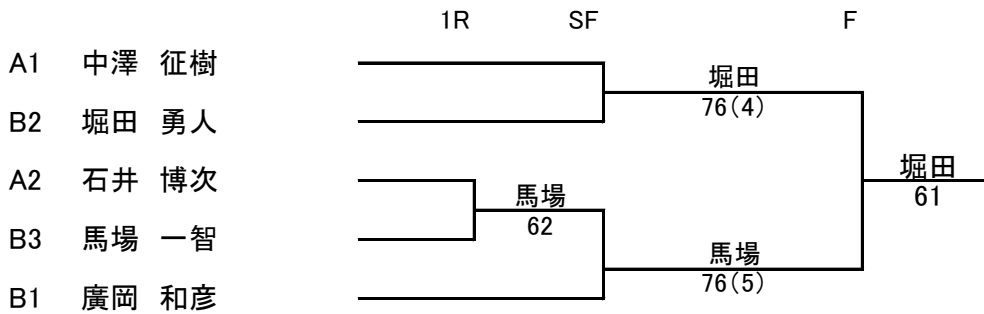 1R SF F
A1 中澤 征樹
堀田
76(4)
B2 堀田 勇人
A2 石井 博次
堀田
61
馬場
62
B3 馬場 一智
馬場
76(5)
B1 廣岡 和彦